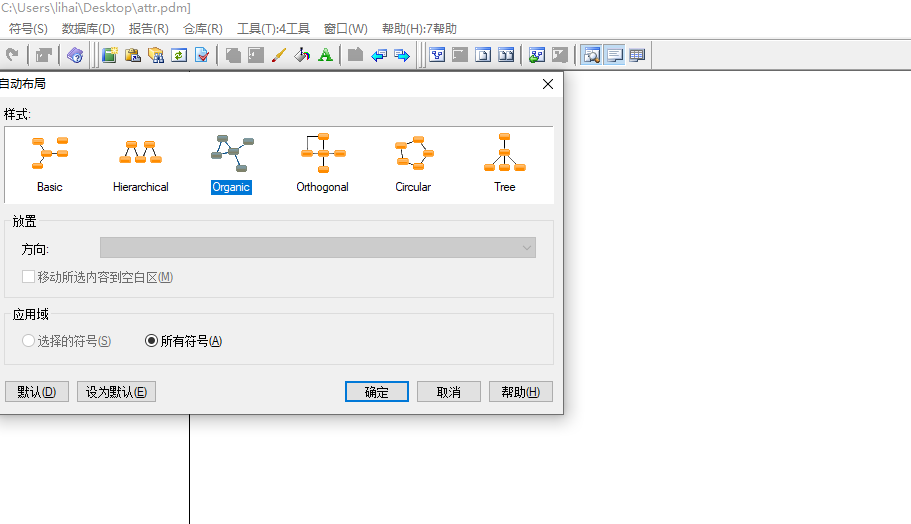 C:\Users\lihai\Desktop\attr.pdm]
符号(S) 数据库(D) 报告(R) 仓库(R) 工具(T):4工具 窗口(W) 帮助(H):7帮助
自动布局
样式:
Basic Hierarchical Organic Orthogonal Circular Tree
放置
方向:
移动所选内容到空白区(M)
应用域
选择的符号(S) 所有符号(A)
默认(D) 设为默认(E) 确定 取消 帮助(H)